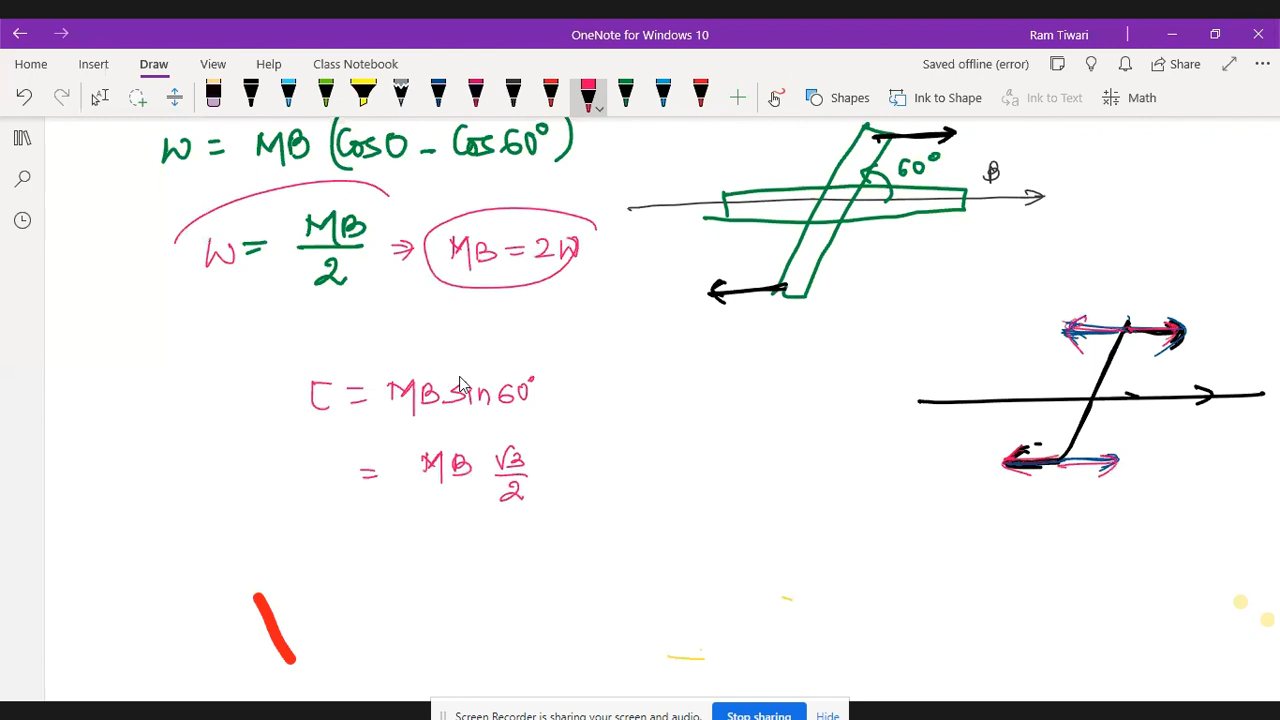 OneNote for Windows 10
Ram Tiwari
Home Insert Draw View Help Class Notebook
Saved offline (error)
Share
Shapes Ink to Shape Ink to Text Math
W = MB (Cos0 - Cos60°)
W = MB/2 ⇒ MB = 2W
60°
B
τ = MB sin60°
= MB √3/2
Screen Recorder is sharing your screen and audio.
Stop sharing
Hide